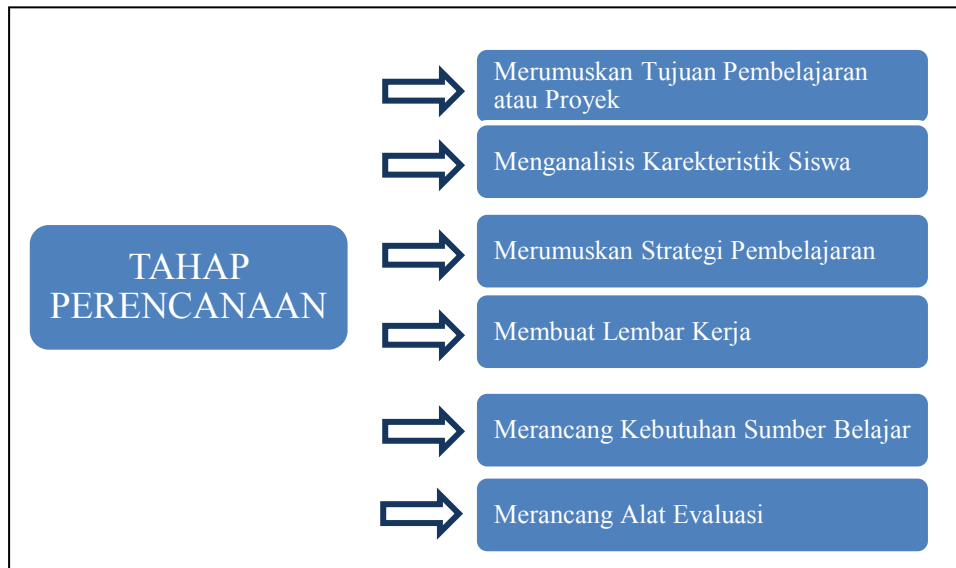 TAHAP
PERENCANAAN
Merumuskan Tujuan Pembelajaran
atau Proyek
Menganalisis Karekteristik Siswa
Merumuskan Strategi Pembelajaran
Membuat Lembar Kerja
Merancang Kebutuhan Sumber Belajar
Merancang Alat Evaluasi